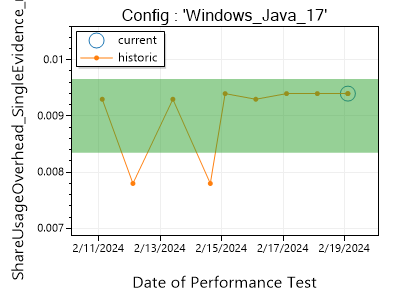 Config : 'Windows_Java_17'
current
historic
0.01
0.009
0.008
0.007
ShareUsageOverhead_SingleEvidence_
2/11/2024
2/13/2024
2/15/2024
2/17/2024
2/19/2024
Date of Performance Test